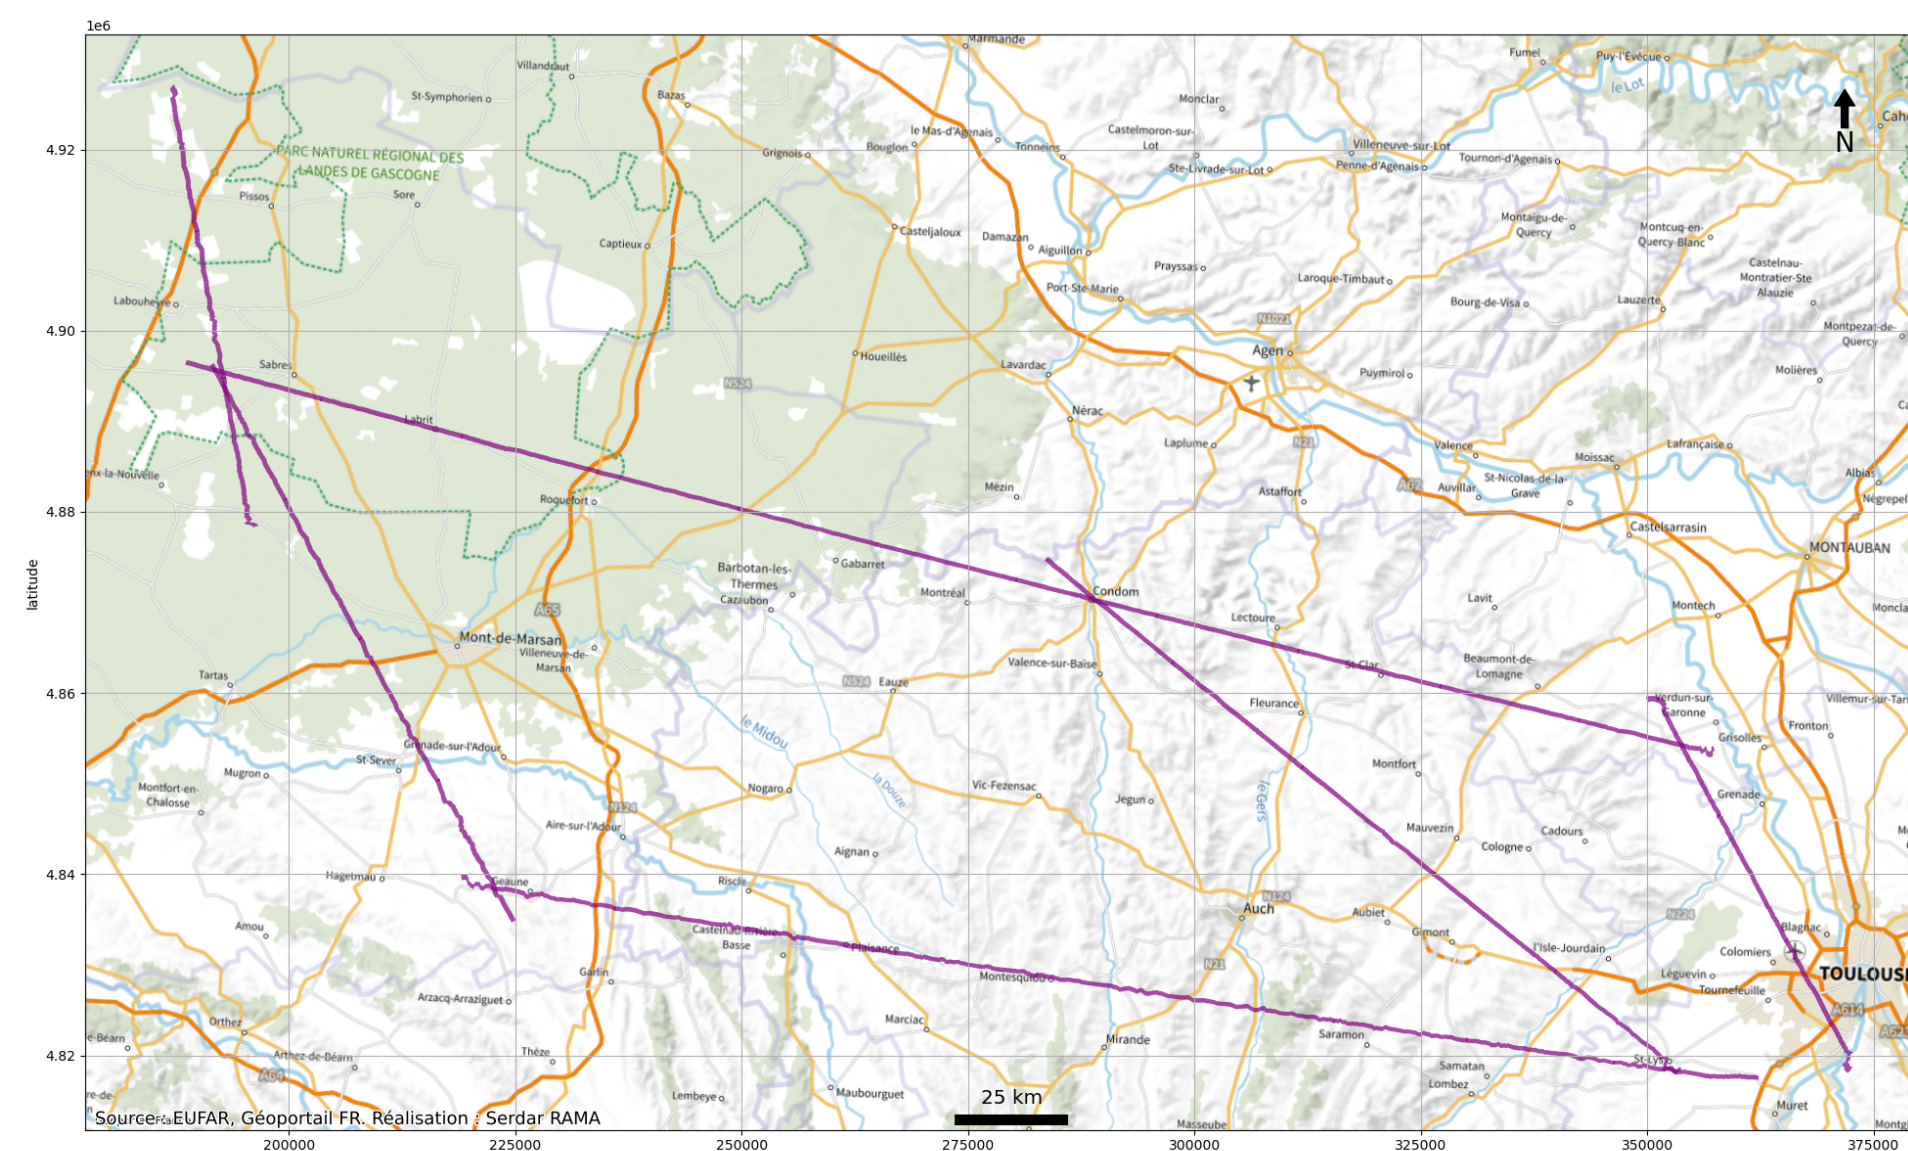 1e6
Marmande
Fumel
Puy-l'Évêque
Villandraut
le Lot
St-Symphorien
Bazas
Monclar
N
4.92
le Mas-d'Agenais
Castelmoron-sur-
Lot
Bouglon
Tonneins
Villeneuve-sur-Lot
Grignols
PARC NATUREL RÉGIONAL DES
LANDES DE GASCOGNE
Ste-Livrade-sur-Lot
Penne-d'Agenais
Tournon-d'Agenais
Pissos
Sore
Captieux
Casteljaloux
Damazan
Aiguillon
Montaigu-de-
Quercy
Montcuq-en-
Quercy-Blanc
Prayssas
Laroque-Timbaut
Castelnau-
Montratier-Ste
Alauzie
Labouheyre
Port-Ste-Marie
Bourg-de-Visa
Lauzerte
N1021
Montpezat-de-
Quercy
4.90
Sabres
Houeillès
Lavardac
Agen
Puymirol
Molières
N524
Labrit
Nérac
Laplume
N21
Valence
Moissac
Lafrançaise
Albias
Roquefort
Mézin
Astaffort
A62
Auvillar
St-Nicolas-de-la
Grave
4.88
Castelsarrasin
MONTAUBAN
Barbotan-les-
Thermes
Cazaubon
Gabarret
Montréal
Condom
Lavit
Montech
A65
Lectoure
Mont-de-Marsan
Villeneuve-de-
Marsan
Valence-sur-Baïse
St-Clar
Beaumont-de-
Lomagne
Tartas
N524
Eauze
4.86
Fleurance
Verdun-sur-
Garonne
Villemur-sur-Tarn
le Midou
Grisolles
Fronton
latitude
Grenade-sur-l'Adour
St-Sever
Mugron
Montfort-en-
Chalosse
Nogaro
la Douze
Vic-Fezensac
Jegun
le Gers
Montfort
Grenade
N124
Aire-sur-l'Adour
Aignan
Mauvezin
Cologne
Cadours
4.84
Hagetmau
Geaune
Riscle
N124
Auch
Aubiet
Gimont
N224
Blagnac
Amou
Castelnau-Rivière
Basse
Plaisance
l'Isle-Jourdain
Colomiers
Garlin
Montesquiou
N21
Léguevin
Tournefeuille
Arzacq-Arraziguet
Marciac
Saramon
A614
Orthez
Mirande
4.82
Arthez-de-Béarn
Thèze
St-Lys
A64
Samatan
Lombez
Lembeye
Maubourguet
25 km
Muret
Source : EUFAR, Géoportail FR. Réalisation : Serdar RAMA
Masseube
200000
225000
250000
275000
300000
325000
350000
375000